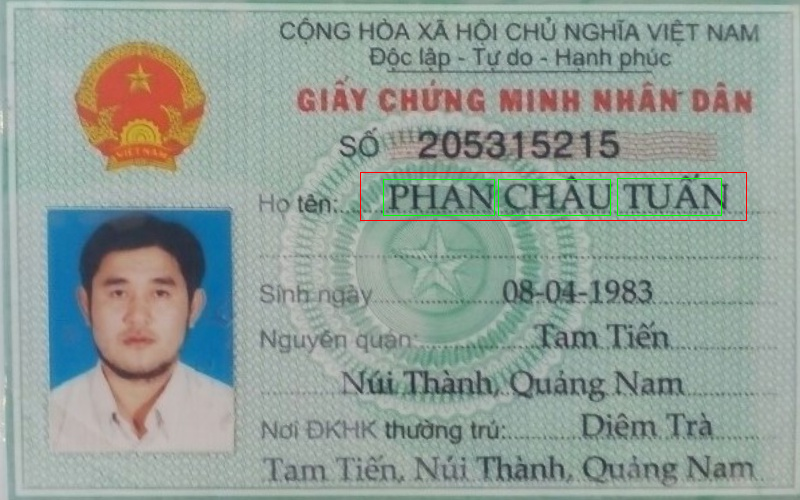 CỘNG HÒA XÃ HỘI CHỦ NGHĨA VIỆT NAM
Độc lập - Tự do - Hạnh phúc
GIẤY CHỨNG MINH NHÂN DÂN
SỐ 205315215
Họ tên: PHAN CHÂU TUẤN
Sinh ngày 08-04-1983
Nguyên quán: Tam Tiến
Núi Thành, Quảng Nam
Nơi ĐKHK thường trú: Diêm Trà
Tam Tiến, Núi Thành, Quảng Nam
VIỆT NAM